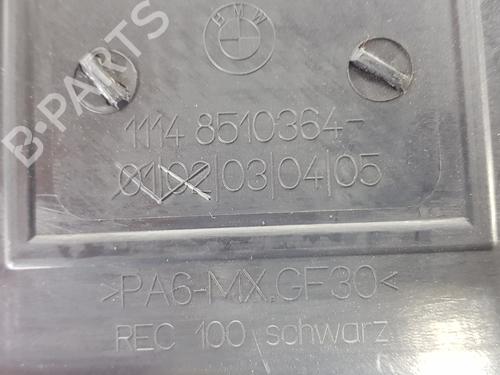 BMW
B-PARTS
1114 8510364-
01|02|03|04|05
>PA6-MX GF30<
REC 100 schwarz